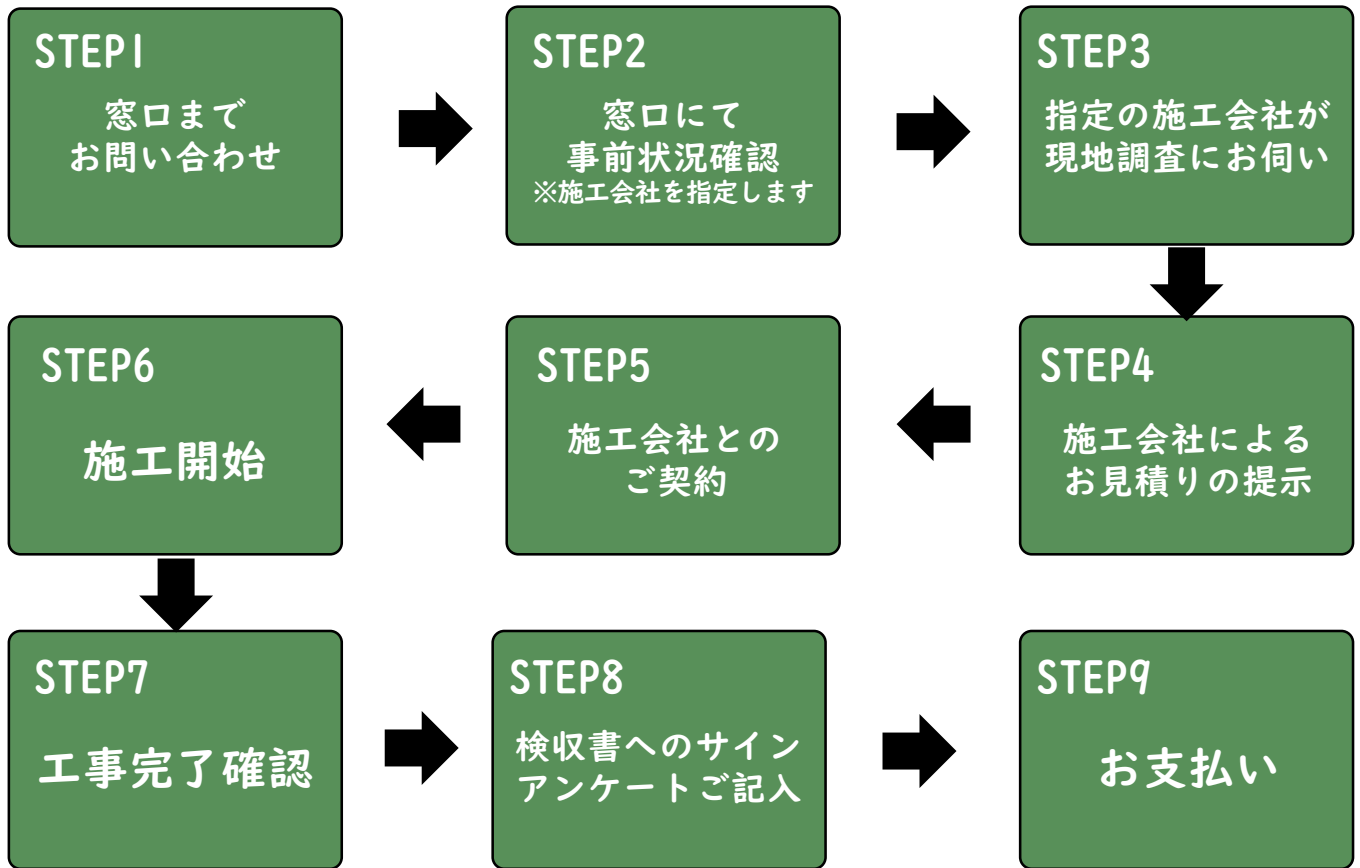 STEP1
窓口まで
お問い合わせ
STEP2
窓口にて
事前状況確認
※施工会社を指定します
STEP3
指定の施工会社が
現地調査にお伺い
STEP4
施工会社による
お見積りの提示
STEP5
施工会社との
ご契約
STEP6
施工開始
STEP7
工事完了確認
STEP8
検収書へのサイン
アンケートご記入
STEP9
お支払い